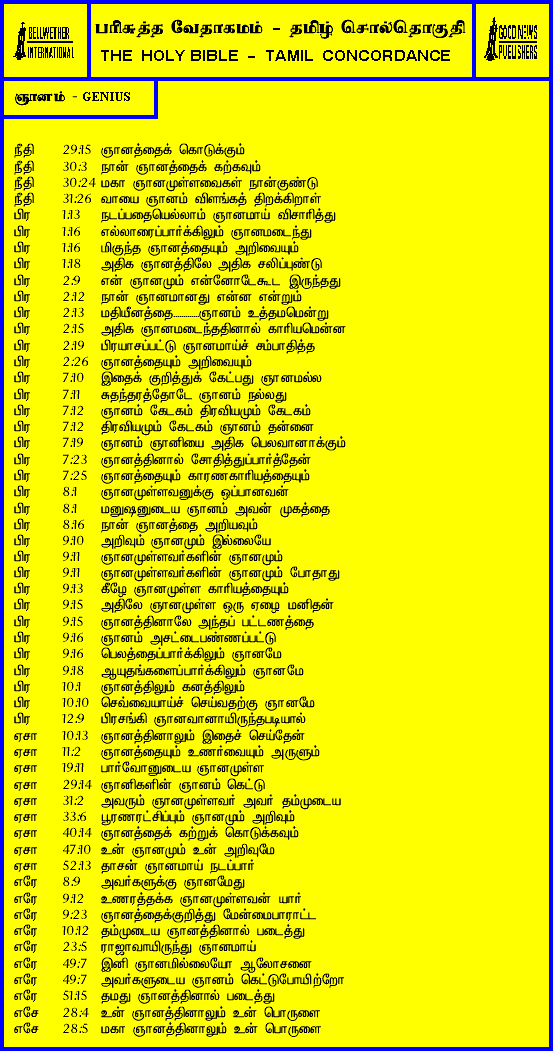 BELLWETHER
INTERNATIONAL
பரிசுத்த வேதாகமம் - தமிழ் சொல்தொகுதி
THE HOLY BIBLE - TAMIL CONCORDANCE
GOOD NEWS
PUBLISHERS
ஞானம் - GENIUS
நீதி 29:15 ஞானத்தைக் கொடுக்கும்
நீதி 30:3 நான் ஞானத்தைக் கற்கவும்
நீதி 30:24 மகா ஞானமுள்ளவைகள் நான்குண்டு
நீதி 31:26 வாயை ஞானம் விளங்கத் திறக்கிறாள்
பிர 1:13 நடப்பதையெல்லாம் ஞானமாய் விசாரித்து
பிர 1:16 எல்லாரைப்பார்க்கிலும் ஞானமடைந்து
பிர 1:16 மிகுந்த ஞானத்தையும் அறிவையும்
பிர 1:18 அதிக ஞானத்திலே அதிக சலிப்புண்டு
பிர 2:9 என் ஞானமும் என்னோடேகூட இருந்தது
பிர 2:12 நான் ஞானமானது என்ன என்றும்
பிர 2:13 மதியீனத்தை............ஞானம் உத்தமமென்று
பிர 2:15 அதிக ஞானமடைந்ததினால் காரியமென்ன
பிர 2:19 பிரயாசப்பட்டு ஞானமாய்ச் சம்பாதித்த
பிர 2:26 ஞானத்தையும் அறிவையும்
பிர 7:10 இதைக் குறித்துக் கேட்பது ஞானமல்ல
பிர 7:11 சுதந்தரத்தோடே ஞானம் நல்லது
பிர 7:12 ஞானம் கேடகம் திரவியமும் கேடகம்
பிர 7:12 திரவியமும் கேடகம் ஞானம் தன்னை
பிர 7:19 ஞானம் ஞானியை அதிக பெலவானாக்கும்
பிர 7:23 ஞானத்தினால் சோதித்துப்பார்த்தேன்
பிர 7:25 ஞானத்தையும் காரணகாரியத்தையும்
பிர 8:1 ஞானமுள்ளவனுக்கு ஒப்பானவன்
பிர 8:1 மனுஷனுடைய ஞானம் அவன் முகத்தை
பிர 8:16 நான் ஞானத்தை அறியவும்
பிர 9:10 அறிவும் ஞானமும் இல்லையே
பிர 9:11 ஞானமுள்ளவர்களின் ஞானமும்
பிர 9:11 ஞானமுள்ளவர்களின் ஞானமும் போதாது
பிர 9:13 கீழே ஞானமுள்ள காரியத்தையும்
பிர 9:15 அதிலே ஞானமுள்ள ஒரு ஏழை மனிதன்
பிர 9:15 ஞானத்தினாலே அந்தப் பட்டணத்தை
பிர 9:16 ஞானம் அசட்டைபண்ணப்பட்டு
பிர 9:16 பெலத்தைப்பார்க்கிலும் ஞானமே
பிர 9:18 ஆயுதங்களைப்பார்க்கிலும் ஞானமே
பிர 10:1 ஞானத்திலும் கனத்திலும்
பிர 10:10 செவ்வையாய்ச் செய்வதற்கு ஞானமே
பிர 12:9 பிரசங்கி ஞானவானாயிருந்தபடியால்
ஏசா 10:13 ஞானத்தினாலும் இதைச் செய்தேன்
ஏசா 11:2 ஞானத்தையும் உணர்வையும் அருளும்
ஏசா 19:11 பார்வோனுடைய ஞானமுள்ள
ஏசா 29:14 ஞானிகளின் ஞானம் கெட்டு
ஏசா 31:2 அவரும் ஞானமுள்ளவர் அவர் தம்முடைய
ஏசா 33:6 பூரணரட்சிப்பும் ஞானமும் அறிவும்
ஏசா 40:14 ஞானத்தைக் கற்றுக் கொடுக்கவும்
ஏசா 47:10 உன் ஞானமும் உன் அறிவுமே
ஏசா 52:13 தாசன் ஞானமாய் நடப்பார்
எரே 8:9 அவர்களுக்கு ஞானமேது
எரே 9:12 உணரத்தக்க ஞானமுள்ளவன் யார்
எரே 9:23 ஞானத்தைக்குறித்து மேன்மைபாராட்ட
எரே 10:12 தம்முடைய ஞானத்தினால் படைத்து
எரே 23:5 ராஜாவாயிருந்து ஞானமாய்
எரே 49:7 இனி ஞானமில்லையோ ஆலோசனை
எரே 49:7 அவர்களுடைய ஞானம் கெட்டுபோயிற்றோ
எரே 51:15 தமது ஞானத்தினால் படைத்து
எசே 28:4 உன் ஞானத்தினாலும் உன் பொருளை
எசே 28:5 மகா ஞானத்தினாலும் உன் பொருளை